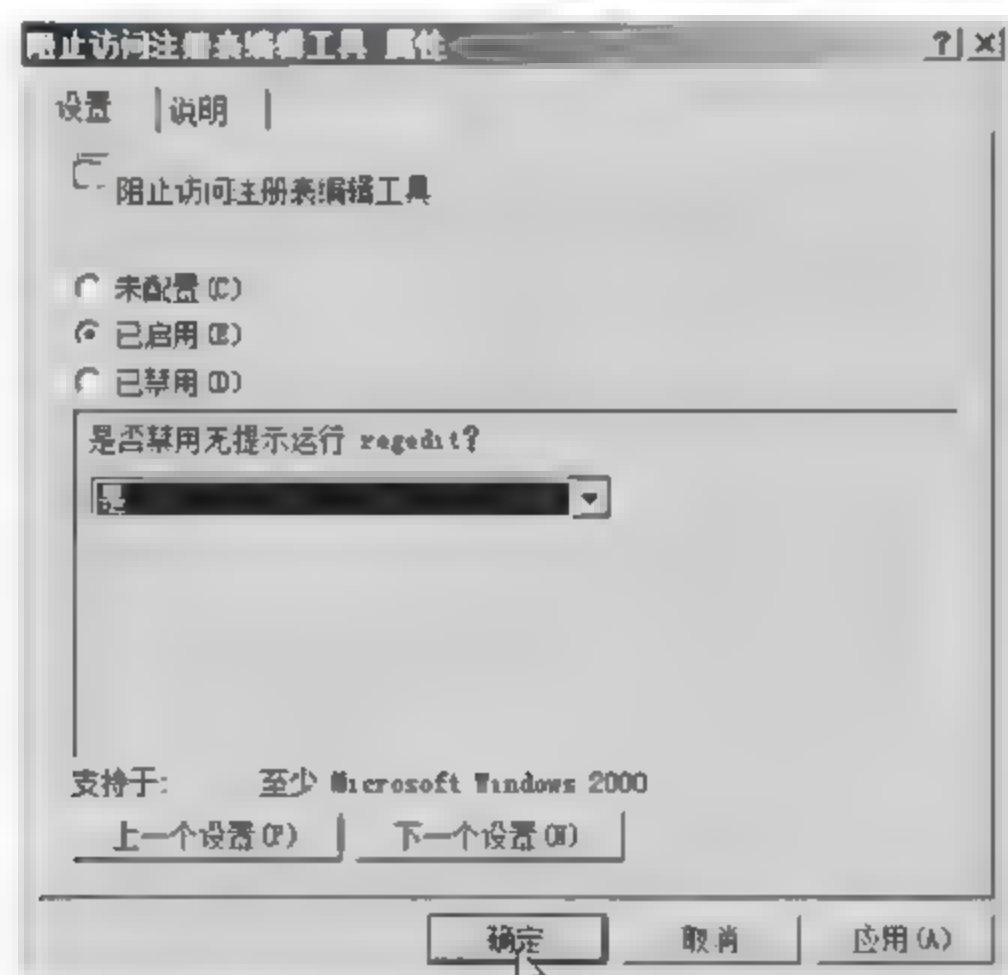 阻止访问注册表编辑工具 属性
设置 说明
阻止访问注册表编辑工具
未配置(C)
已启用(E)
已禁用(D)
是否禁用无提示运行 regedit?
是
支持于: 至少 Microsoft Windows 2000
上一个设置(P) 下一个设置(N)
确定 取消 应用(A)